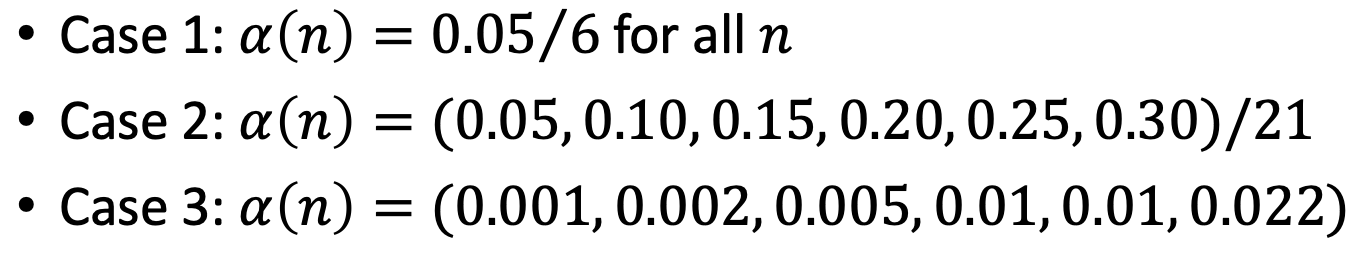 • Case 1: α(n) = 0.05/6 for all n
• Case 2: α(n) = (0.05, 0.10, 0.15, 0.20, 0.25, 0.30)/21
• Case 3: α(n) = (0.001, 0.002, 0.005, 0.01, 0.01, 0.022)